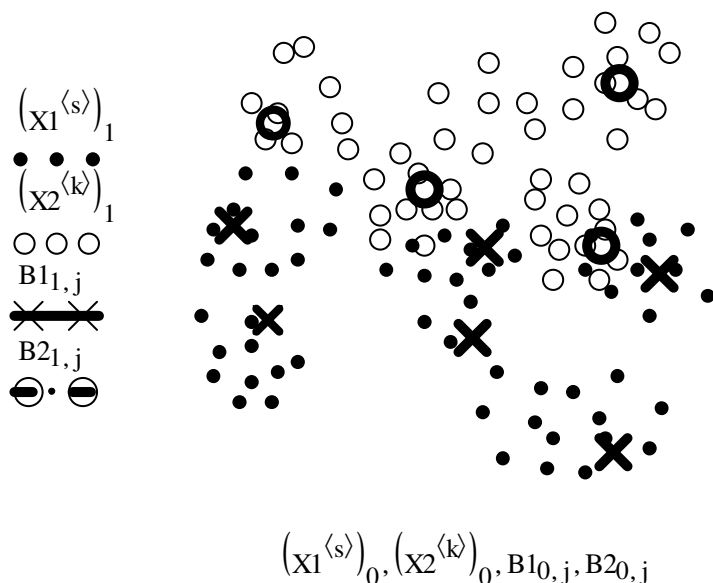 (X1⟨s⟩)1
(X2⟨k⟩)1
B11, j
B21, j
(X1⟨s⟩)0, (X2⟨k⟩)0, B10, j, B20, j